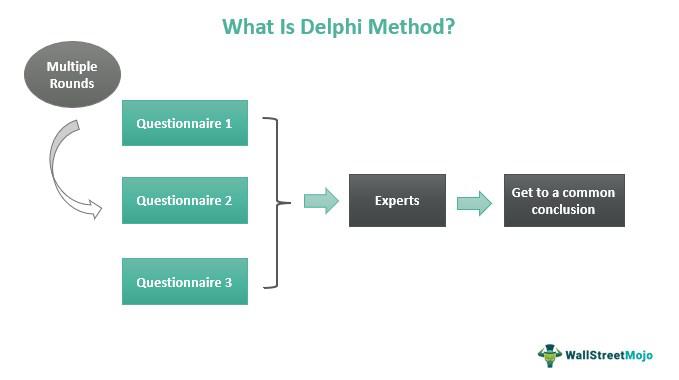 What Is Delphi Method?
Multiple
Rounds
Questionnaire 1
Questionnaire 2
Questionnaire 3
Experts
Get to a common
conclusion
WallStreetMojo